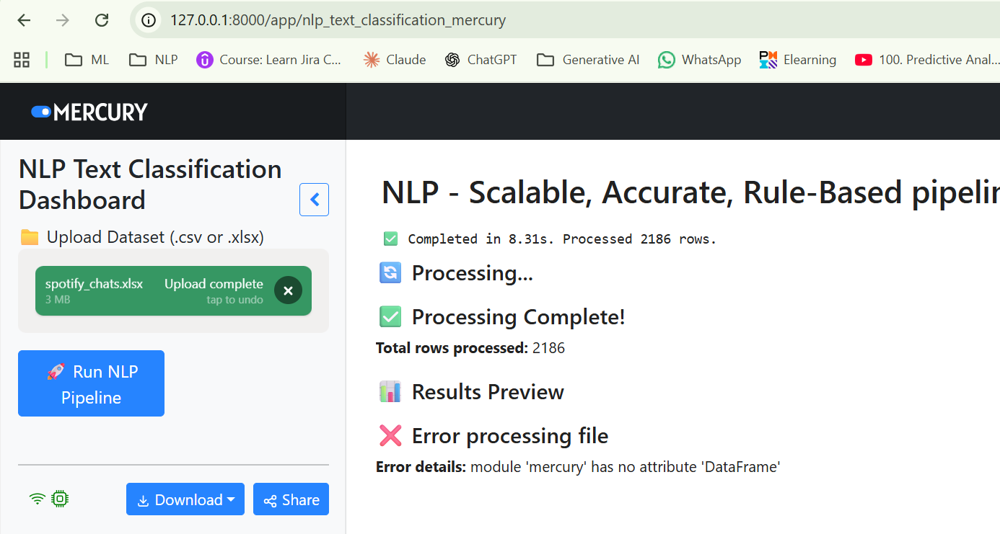 127.0.0.1:8000/app/nlp_text_classification_mercury
ML NLP Course: Learn Jira C... Claude ChatGPT Generative AI WhatsApp Elearning 100. Predictive Anal...
MERCURY
NLP Text Classification
Dashboard
Upload Dataset (.csv or .xlsx)
spotify_chats.xlsx Upload complete
3 MB tap to undo
Run NLP
Pipeline
Download Share
NLP - Scalable, Accurate, Rule-Based pipelin
Completed in 8.31s. Processed 2186 rows.
Processing...
Processing Complete!
Total rows processed: 2186
Results Preview
Error processing file
Error details: module 'mercury' has no attribute 'DataFrame'